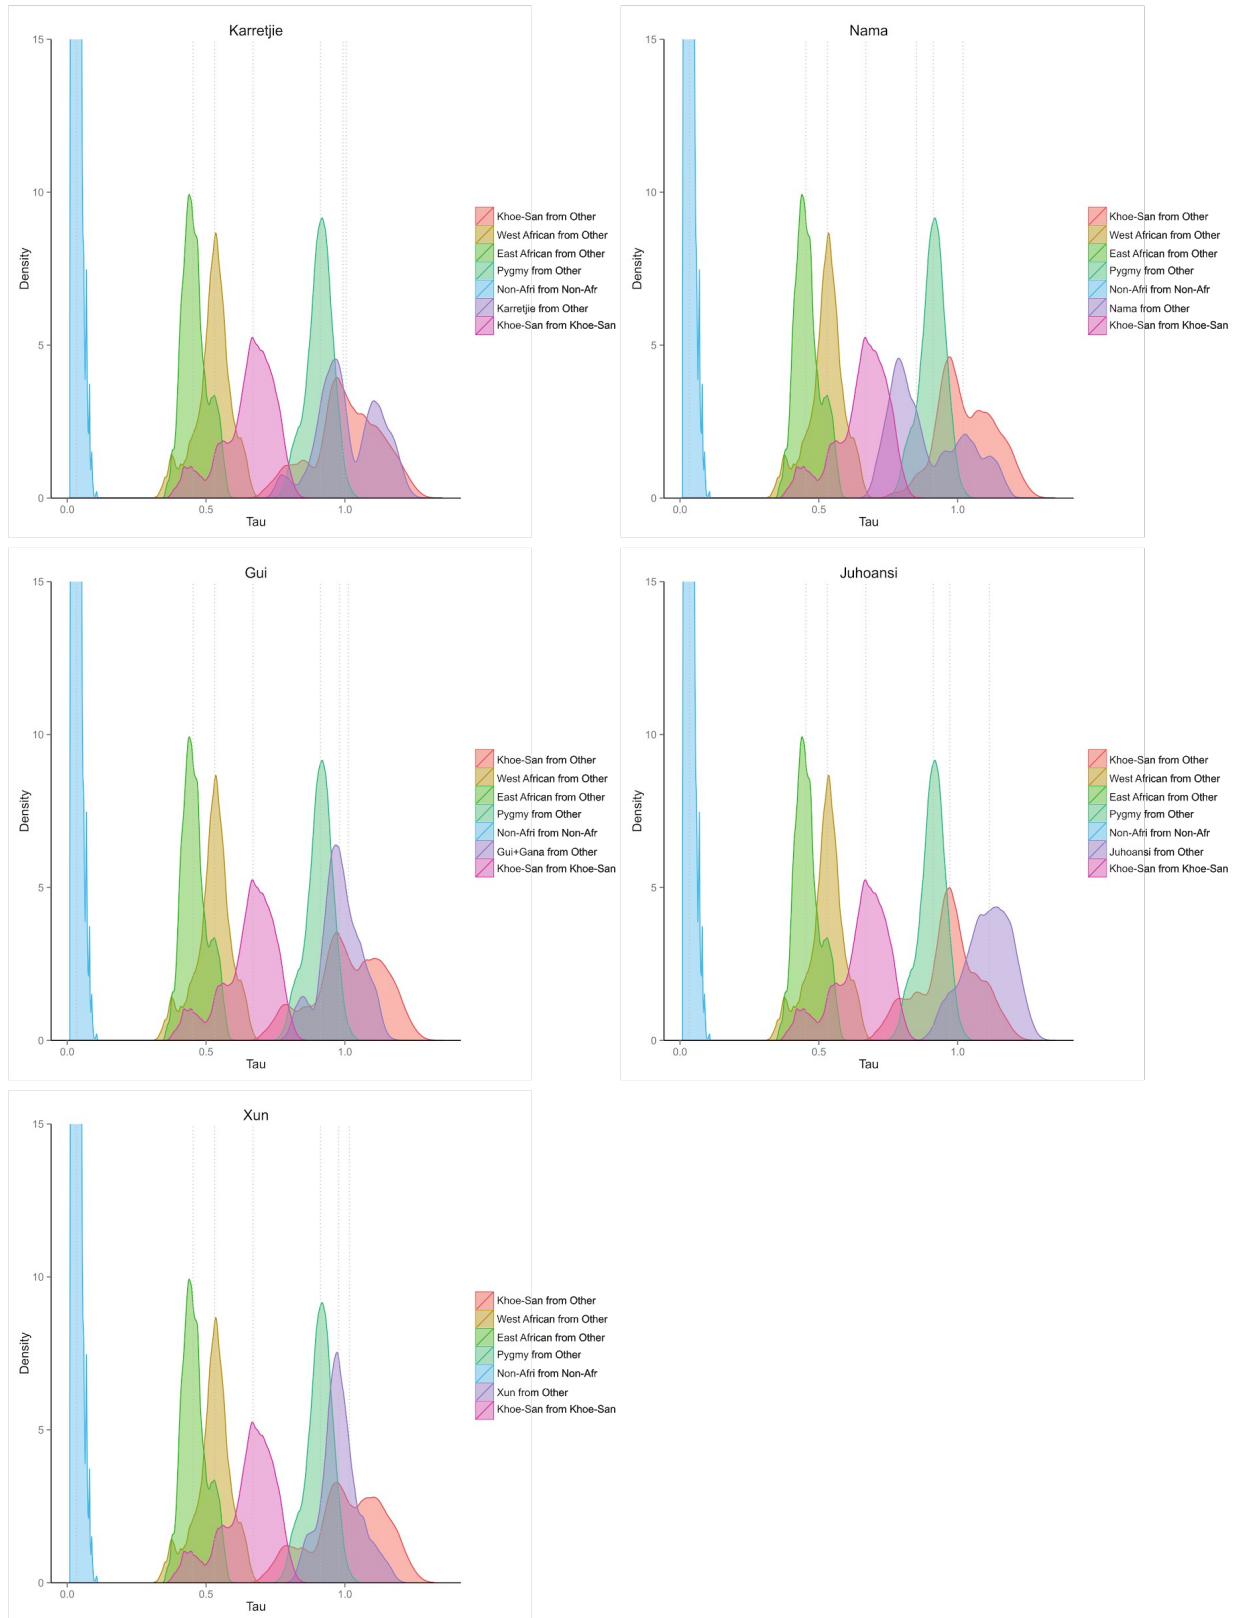 Karretjie
15
10
5
0
Density
0.0
0.5
1.0
Tau
Khoe-San from Other
West African from Other
East African from Other
Pygmy from Other
Non-Afri from Non-Afr
Karretjie from Other
Khoe-San from Khoe-San
Nama
15
10
5
0
Density
0.0
0.5
1.0
Tau
Khoe-San from Other
West African from Other
East African from Other
Pygmy from Other
Non-Afri from Non-Afr
Nama from Other
Khoe-San from Khoe-San
Gui
15
10
5
0
Density
0.0
0.5
1.0
Tau
Khoe-San from Other
West African from Other
East African from Other
Pygmy from Other
Non-Afri from Non-Afr
Gui+Gana from Other
Khoe-San from Khoe-San
Juhoansi
15
10
5
0
Density
0.0
0.5
1.0
Tau
Khoe-San from Other
West African from Other
East African from Other
Pygmy from Other
Non-Afri from Non-Afr
Juhoansi from Other
Khoe-San from Khoe-San
Xun
15
10
5
0
Density
0.0
0.5
1.0
Tau
Khoe-San from Other
West African from Other
East African from Other
Pygmy from Other
Non-Afri from Non-Afr
Xun from Other
Khoe-San from Khoe-San